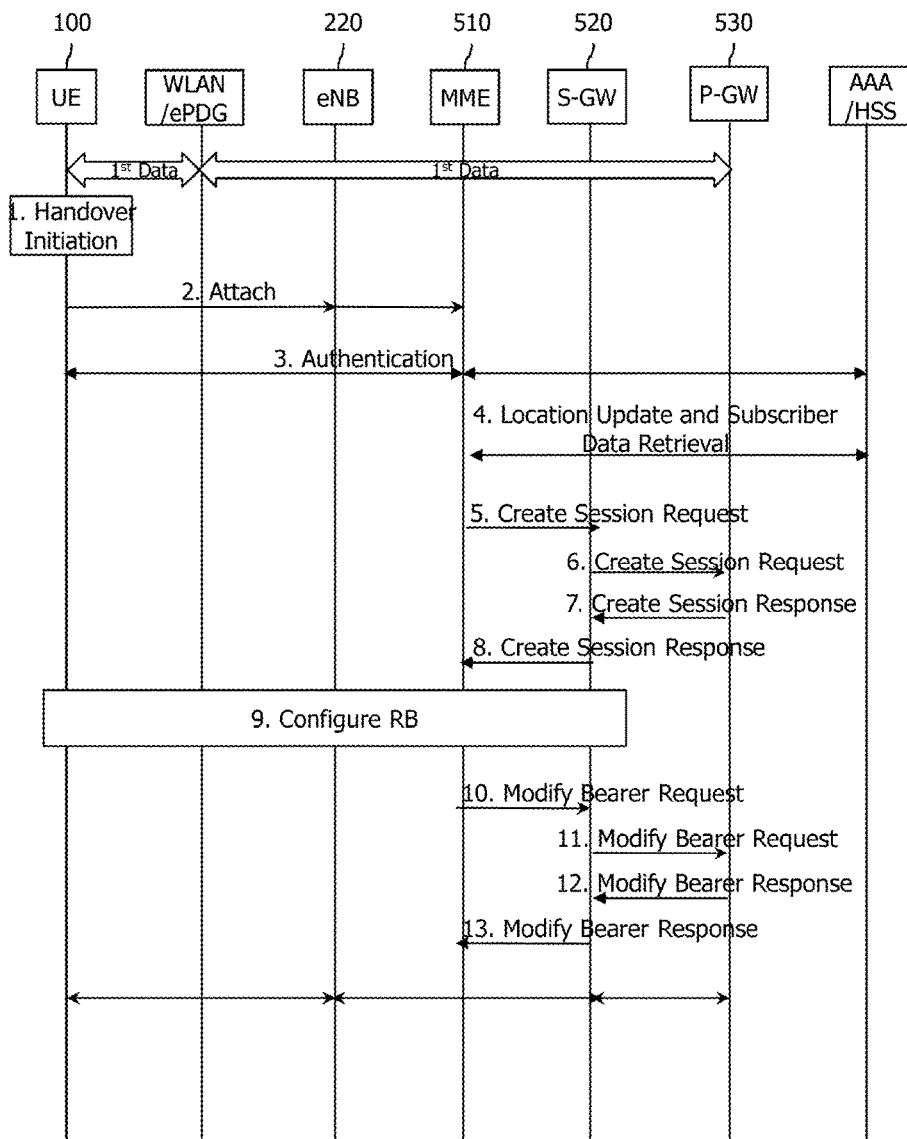 100 220 510 520 530
UE WLAN /ePDG eNB MME S-GW P-GW AAA /HSS
1st Data 1st Data
1. Handover
Initiation
2. Attach
3. Authentication
4. Location Update and Subscriber
Data Retrieval
5. Create Session Request
6. Create Session Request
7. Create Session Response
8. Create Session Response
9. Configure RB
10. Modify Bearer Request
11. Modify Bearer Request
12. Modify Bearer Response
13. Modify Bearer Response